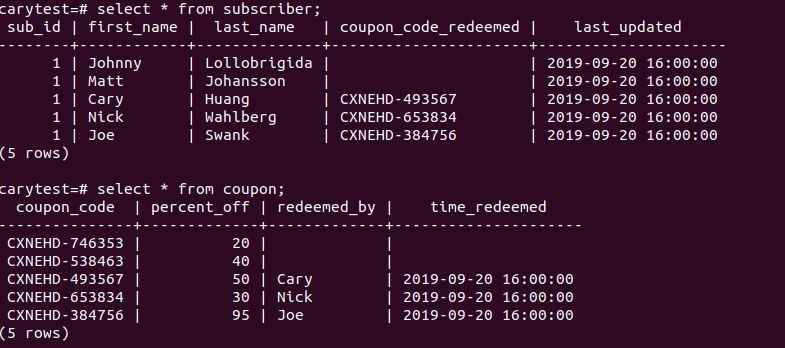 carytest=# select * from subscriber;
 sub_id | first_name |  last_name   | coupon_code_redeemed |    last_updated
--------+------------+--------------+----------------------+---------------------
      1 | Johnny     | Lollobrigida |                      | 2019-09-20 16:00:00
      1 | Matt       | Johansson    |                      | 2019-09-20 16:00:00
      1 | Cary       | Huang        | CXNEHD-493567        | 2019-09-20 16:00:00
      1 | Nick       | Wahlberg     | CXNEHD-653834        | 2019-09-20 16:00:00
      1 | Joe        | Swank        | CXNEHD-384756        | 2019-09-20 16:00:00
(5 rows)
carytest=# select * from coupon;
  coupon_code  | percent_off | redeemed_by |    time_redeemed
---------------+-------------+-------------+---------------------
 CXNEHD-746353 |          20 |             |
 CXNEHD-538463 |          40 |             |
 CXNEHD-493567 |          50 | Cary        | 2019-09-20 16:00:00
 CXNEHD-653834 |          30 | Nick        | 2019-09-20 16:00:00
 CXNEHD-384756 |          95 | Joe         | 2019-09-20 16:00:00
(5 rows)